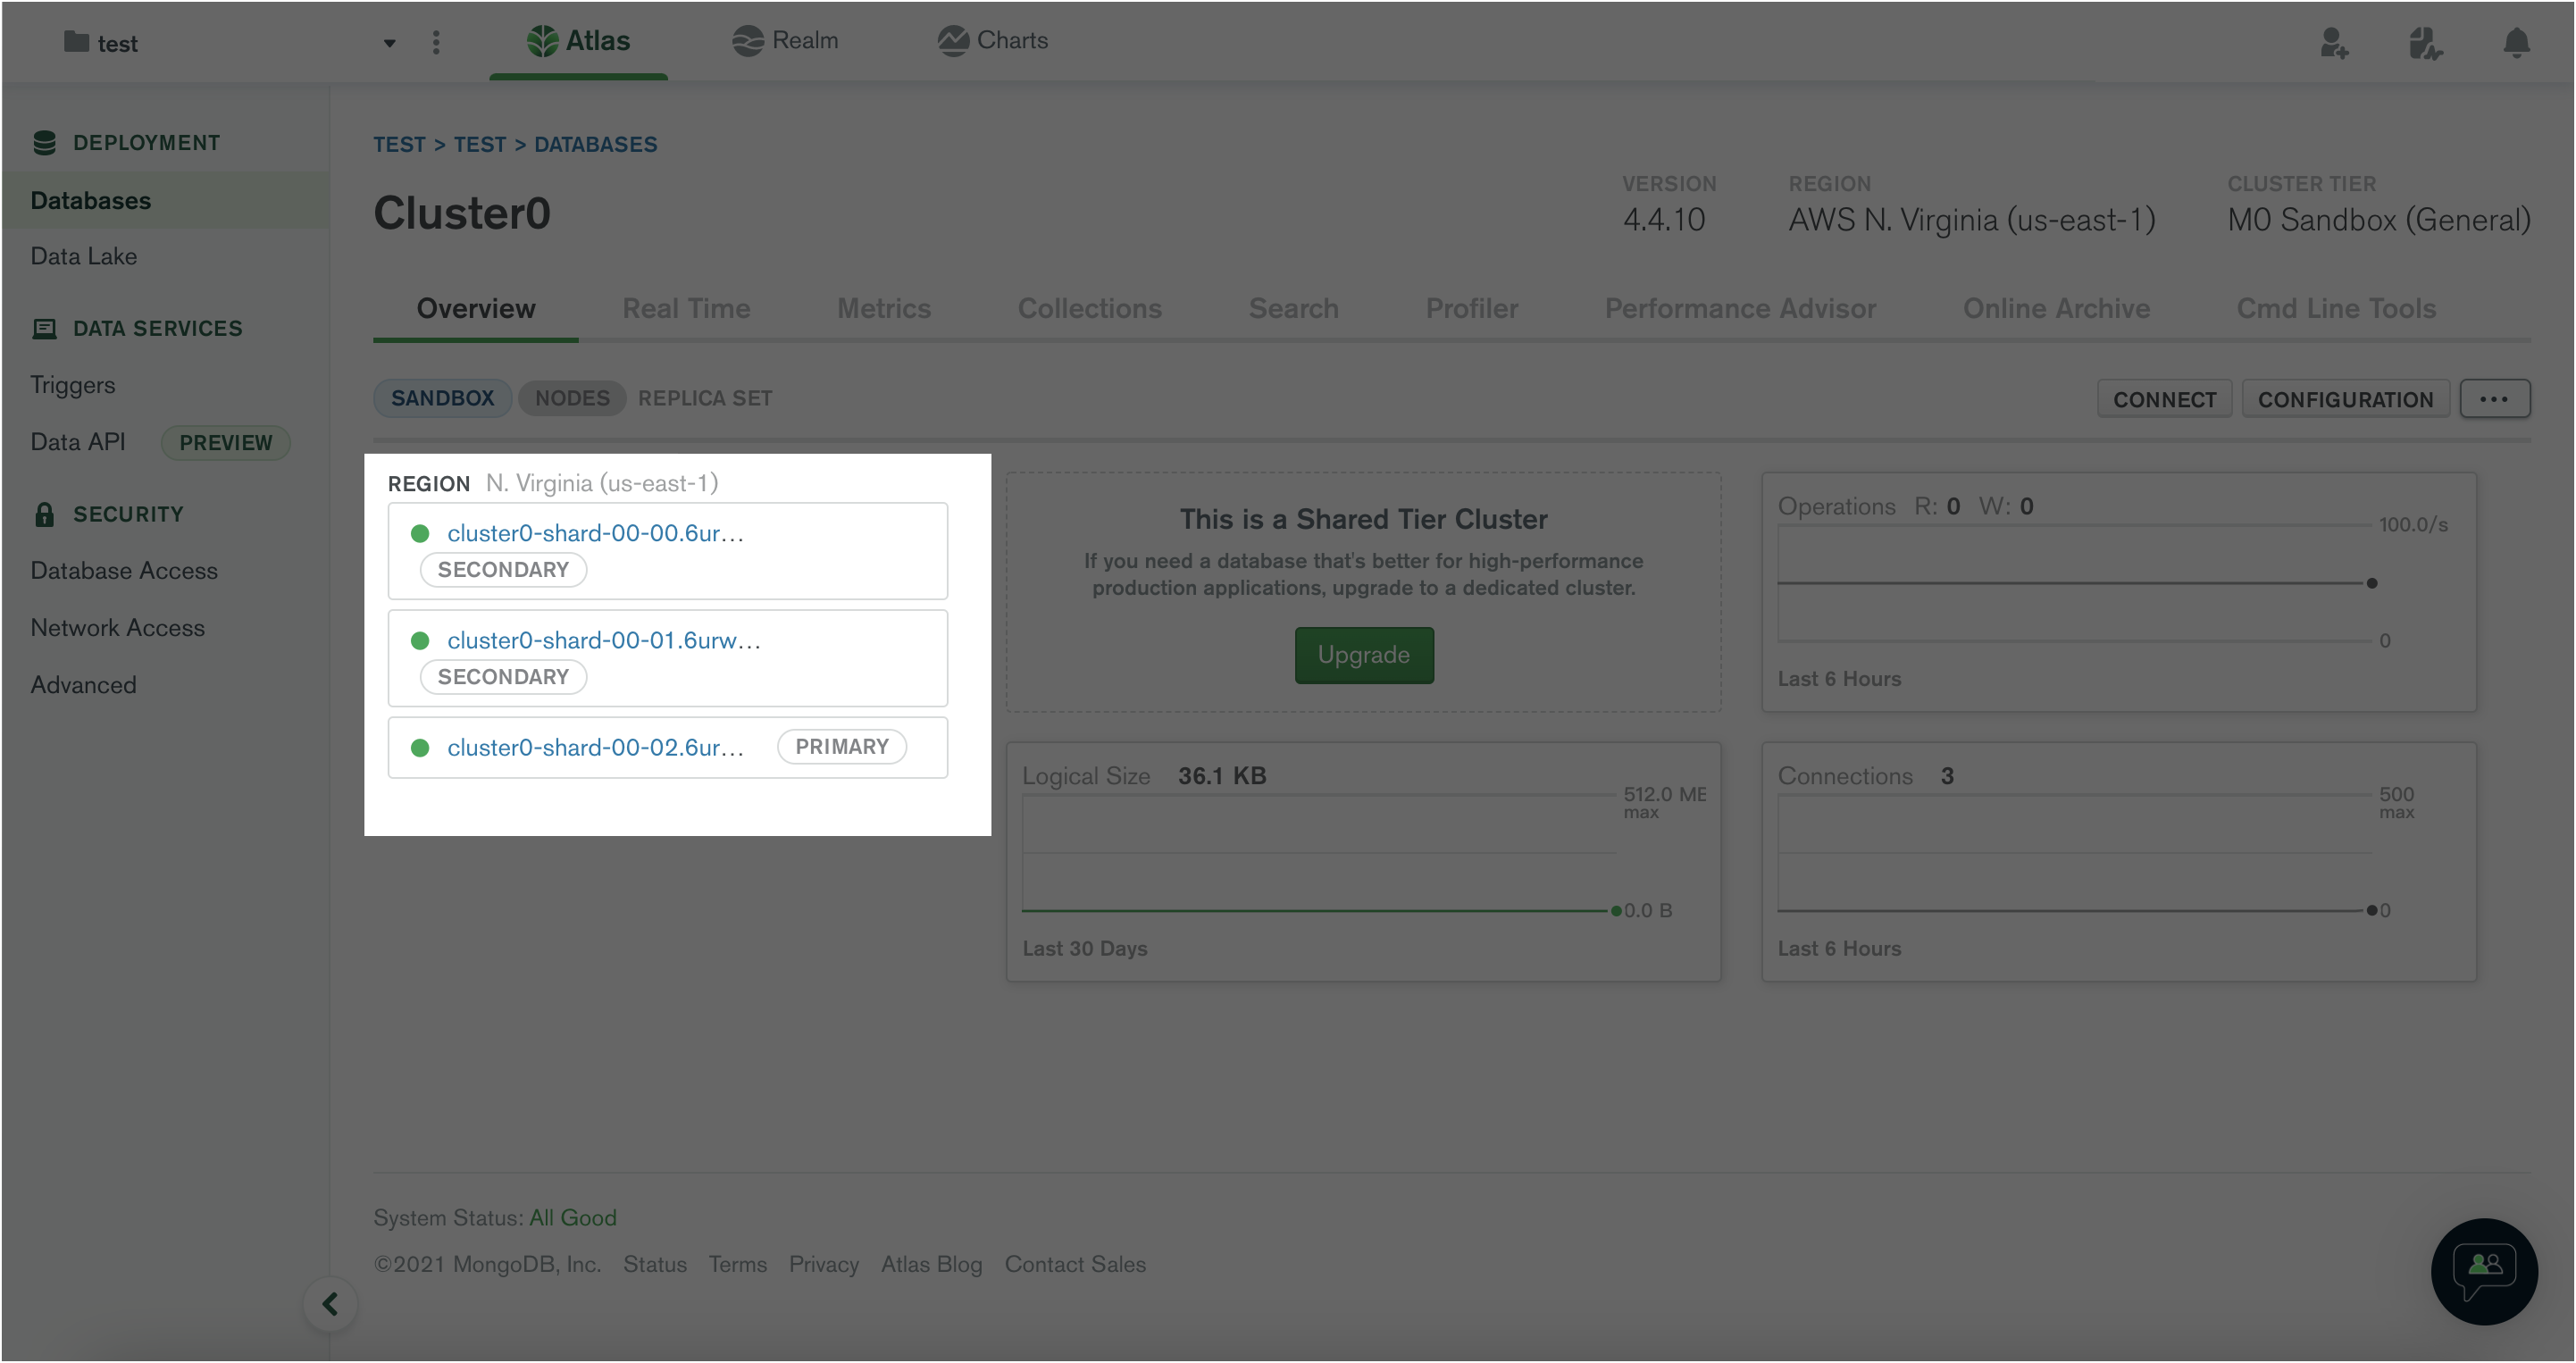 test
Atlas
Realm
Charts
DEPLOYMENT
Databases
Data Lake
DATA SERVICES
Triggers
Data API PREVIEW
SECURITY
Database Access
Network Access
Advanced
TEST > TEST > DATABASES
Cluster0
VERSION
4.4.10
REGION
AWS N. Virginia (us-east-1)
CLUSTER TIER
M0 Sandbox (General)
Overview
Real Time
Metrics
Collections
Search
Profiler
Performance Advisor
Online Archive
Cmd Line Tools
SANDBOX NODES REPLICA SET
CONNECT
CONFIGURATION
...
REGION N. Virginia (us-east-1)
cluster0-shard-00-00.6ur...
SECONDARY
cluster0-shard-00-01.6urw...
SECONDARY
cluster0-shard-00-02.6ur... PRIMARY
This is a Shared Tier Cluster
If you need a database that's better for high-performance
production applications, upgrade to a dedicated cluster.
Upgrade
Operations R: 0 W: 0
100.0/s
0
Last 6 Hours
Logical Size 36.1 KB
512.0 MB
max
0.0 B
Last 30 Days
Connections 3
500
max
0
Last 6 Hours
System Status: All Good
©2021 MongoDB, Inc. Status Terms Privacy Atlas Blog Contact Sales